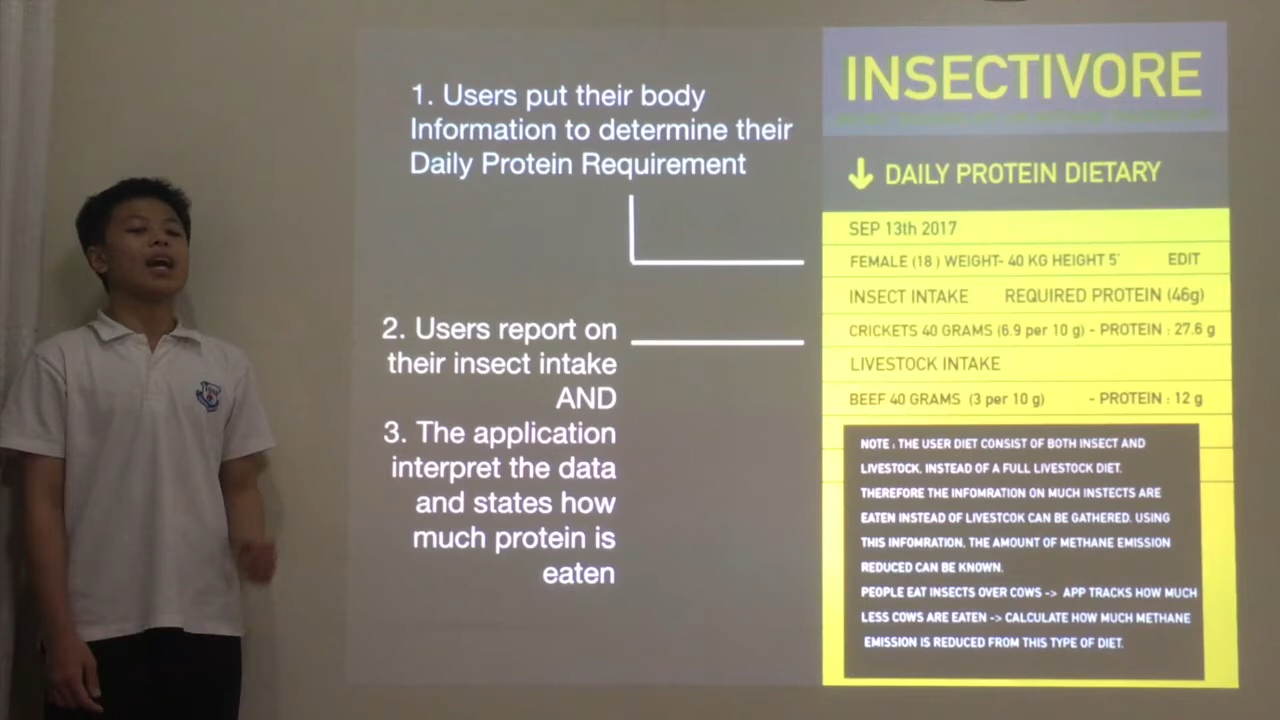 1. Users put their body
Information to determine their
Daily Protein Requirement
2. Users report on
their insect intake
AND
3. The application
interpret the data
and states how
much protein is
eaten
INSECTIVORE
DAILY PROTEIN DIETARY
SEP 13th 2017
FEMALE (18 ) WEIGHT- 40 KG HEIGHT 5' EDIT
INSECT INTAKE REQUIRED PROTEIN (46g)
CRICKETS 40 GRAMS (6.9 per 10 g) - PROTEIN : 27.6 g
LIVESTOCK INTAKE
BEEF 40 GRAMS (3 per 10 g) - PROTEIN : 12 g
NOTE : THE USER DIET CONSIST OF BOTH INSECT AND
LIVESTOCK. INSTEAD OF A FULL LIVESTOCK DIET.
THEREFORE THE INFOMRATION ON MUCH INSTECTS ARE
EATEN INSTEAD OF LIVESTCOK CAN BE GATHERED. USING
THIS INFOMRATION, THE AMOUNT OF METHANE EMISSION
REDUCED CAN BE KNOWN.
PEOPLE EAT INSECTS OVER COWS -> APP TRACKS HOW MUCH
LESS COWS ARE EATEN -> CALCULATE HOW MUCH METHANE
EMISSION IS REDUCED FROM THIS TYPE OF DIET.